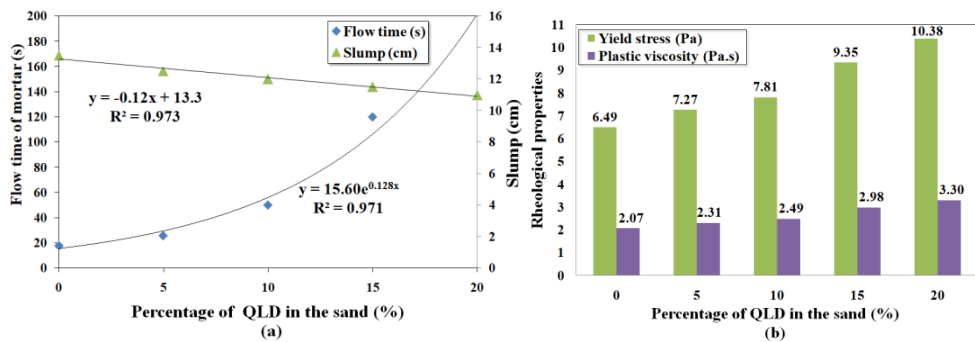 200
180
160
140
120
100
80
60
40
20
0
Flow time of mortar (s)
Flow time (s)
Slump (cm)
y = -0.12x + 13.3
R² = 0.973
y = 15.60e^0.128x
R² = 0.971
16
14
12
10
8
6
4
2
0
Slump (cm)
0 5 10 15 20
Percentage of QLD in the sand (%)
(a)
11
10
9
8
7
6
5
4
3
2
1
0
Rheological properties
Yield stress (Pa)
Plastic viscosity (Pa.s)
6.49
2.07
7.27
2.31
7.81
2.49
9.35
2.98
10.38
3.30
0 5 10 15 20
Percentage of QLD in the sand (%)
(b)